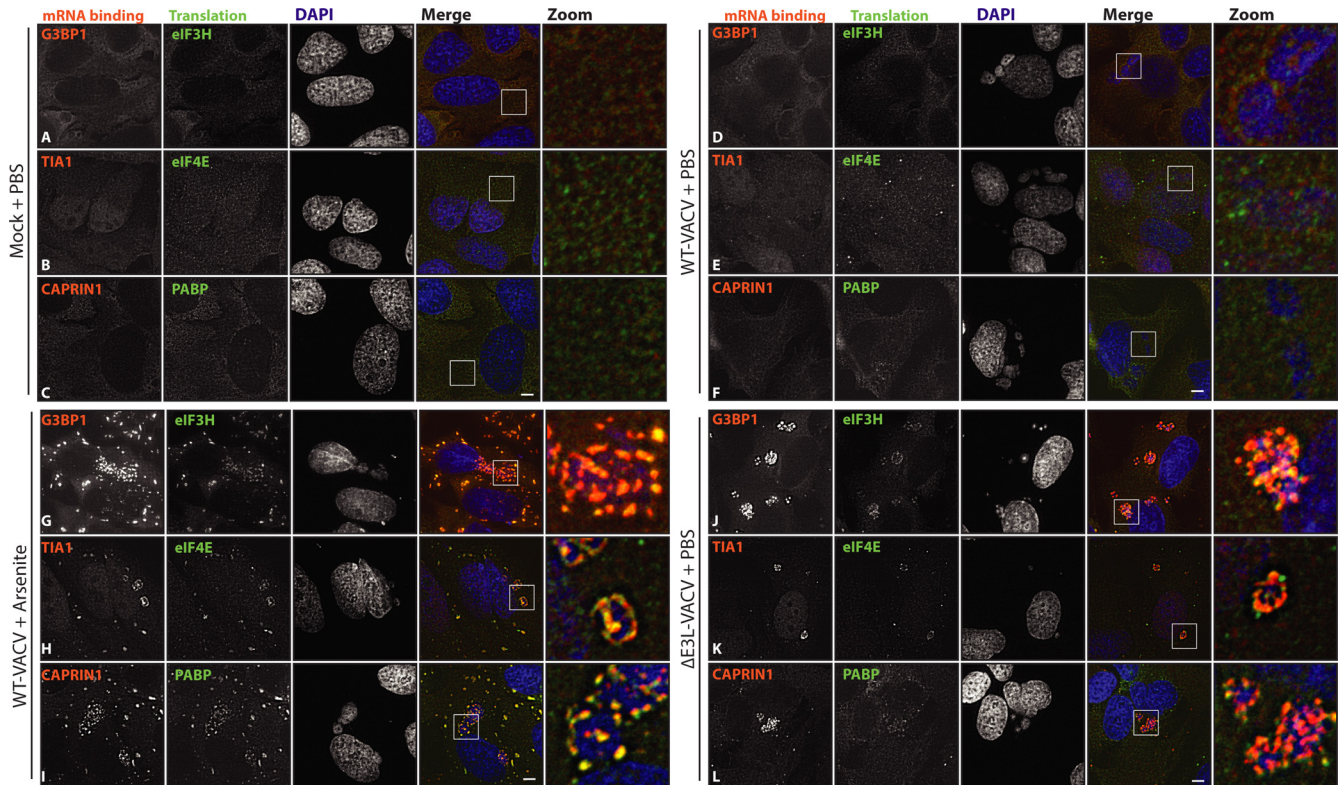 mRNA binding Translation DAPI Merge Zoom
Mock + PBS
G3BP1 eIF3H
A
TIA1 eIF4E
B
CAPRIN1 PABP
C
mRNA binding Translation DAPI Merge Zoom
WT-VACV + PBS
G3BP1 eIF3H
D
TIA1 eIF4E
E
CAPRIN1 PABP
F
WT-VACV + Arsenite
G3BP1 eIF3H
G
TIA1 eIF4E
H
CAPRIN1 PABP
I
ΔE3L-VACV + PBS
G3BP1 eIF3H
J
TIA1 eIF4E
K
CAPRIN1 PABP
L